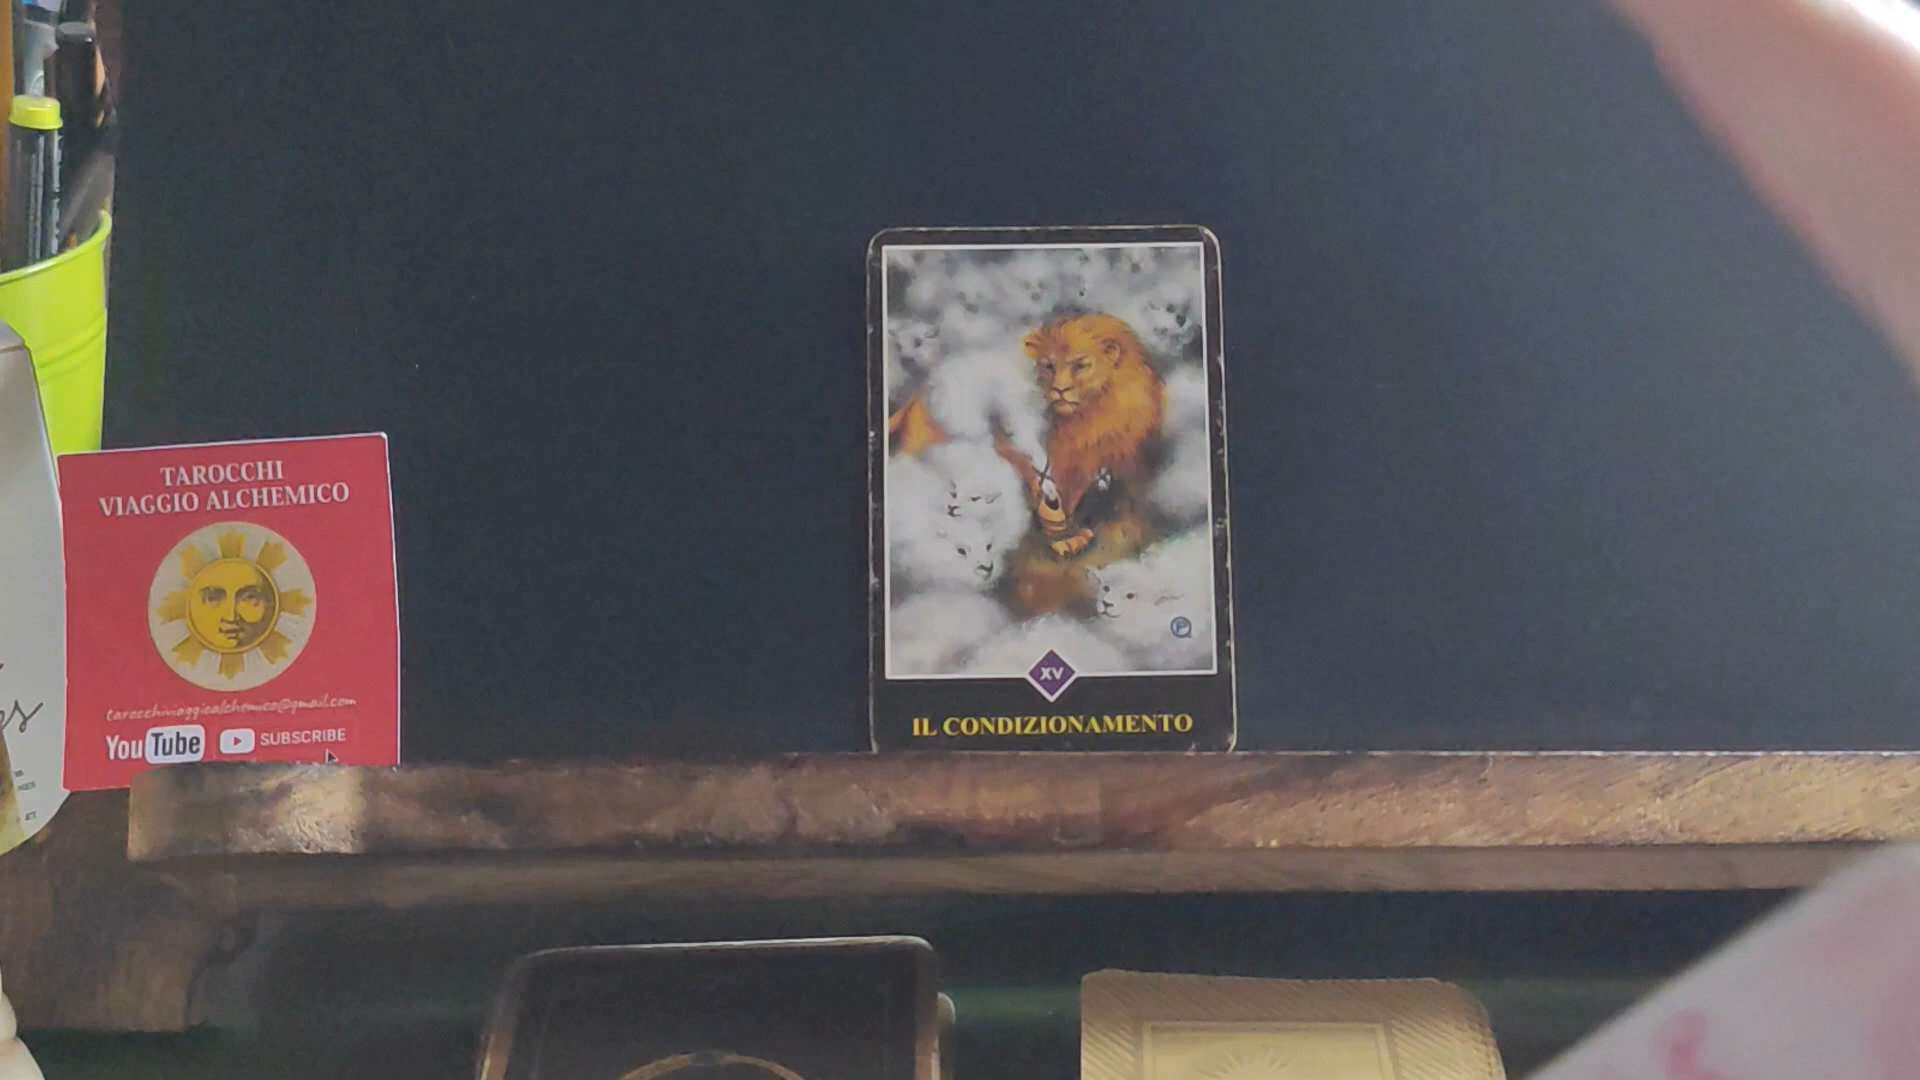 TAROCCHI
VIAGGIO ALCHEMICO
tarocchiviaggioalchemico@gmail.com
YouTube SUBSCRIBE
XV
IL CONDIZIONAMENTO